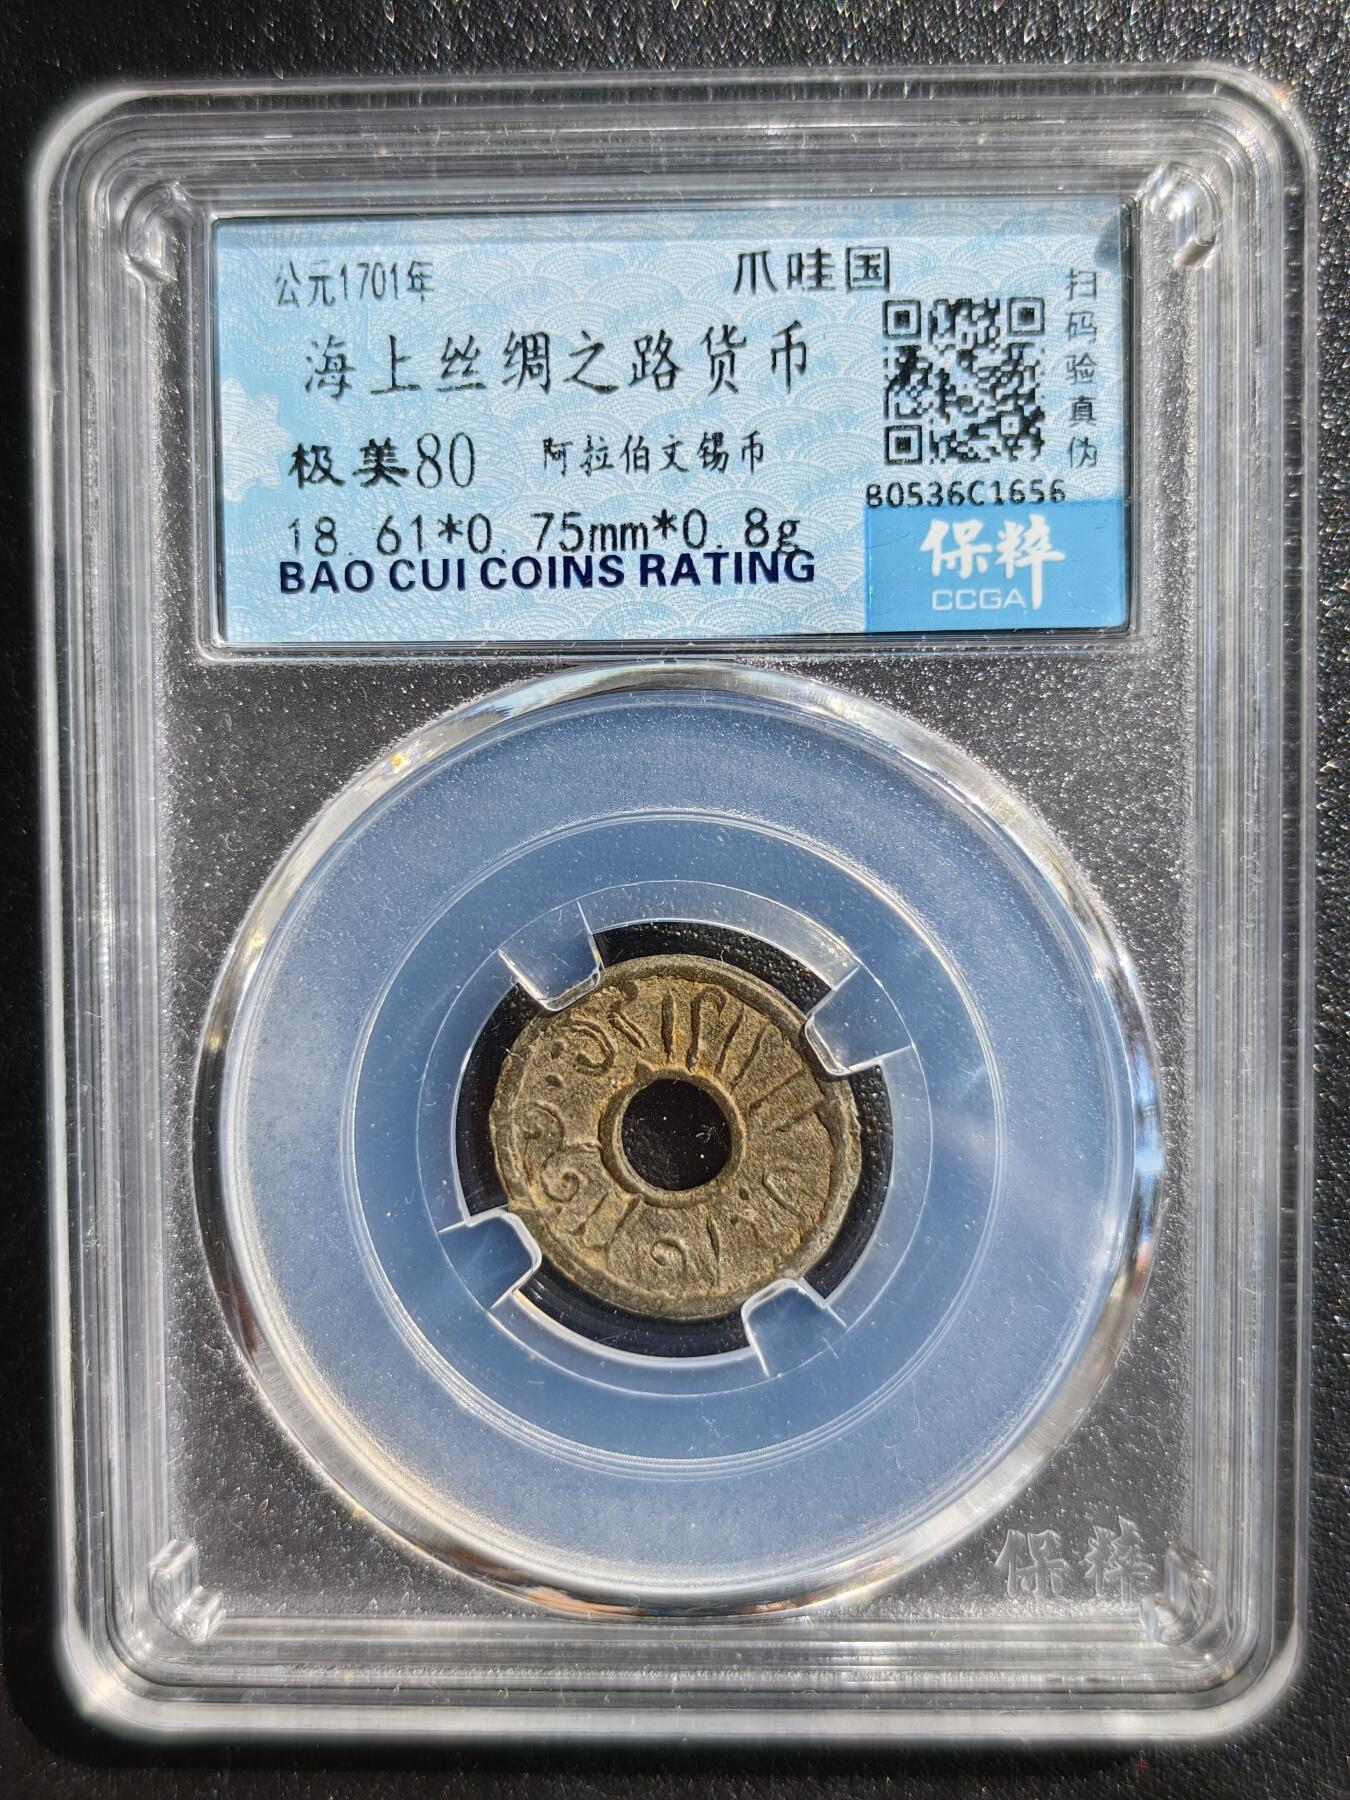 公元1701年
爪哇国
海上丝绸之路货币
极美80
阿拉伯文锡币
18.61*0.75mm*0.8g
BAO CUI COINS RATING
扫码验真伪
80536C1656
保粹
CCGA
保粹